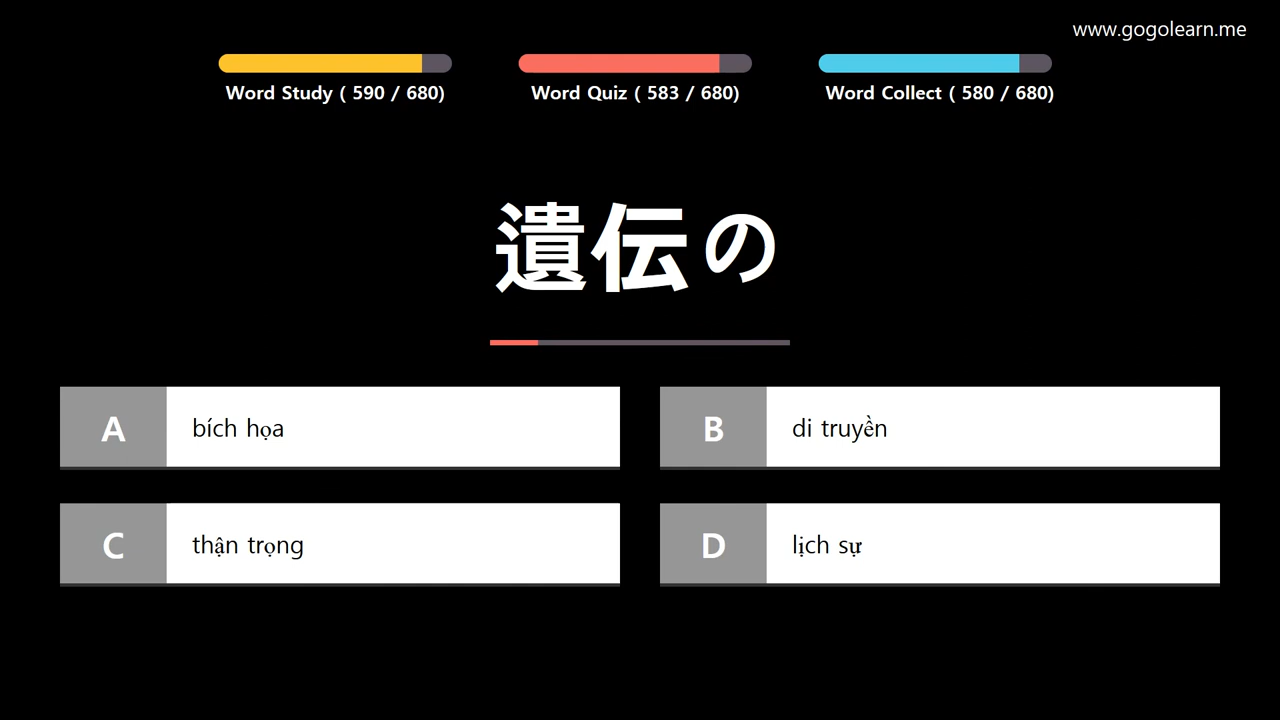 www.gogolearn.me
Word Study ( 590 / 680)
Word Quiz ( 583 / 680)
Word Collect ( 580 / 680)
遺伝の
A bích họa
B di truyền
C thận trọng
D lịch sự